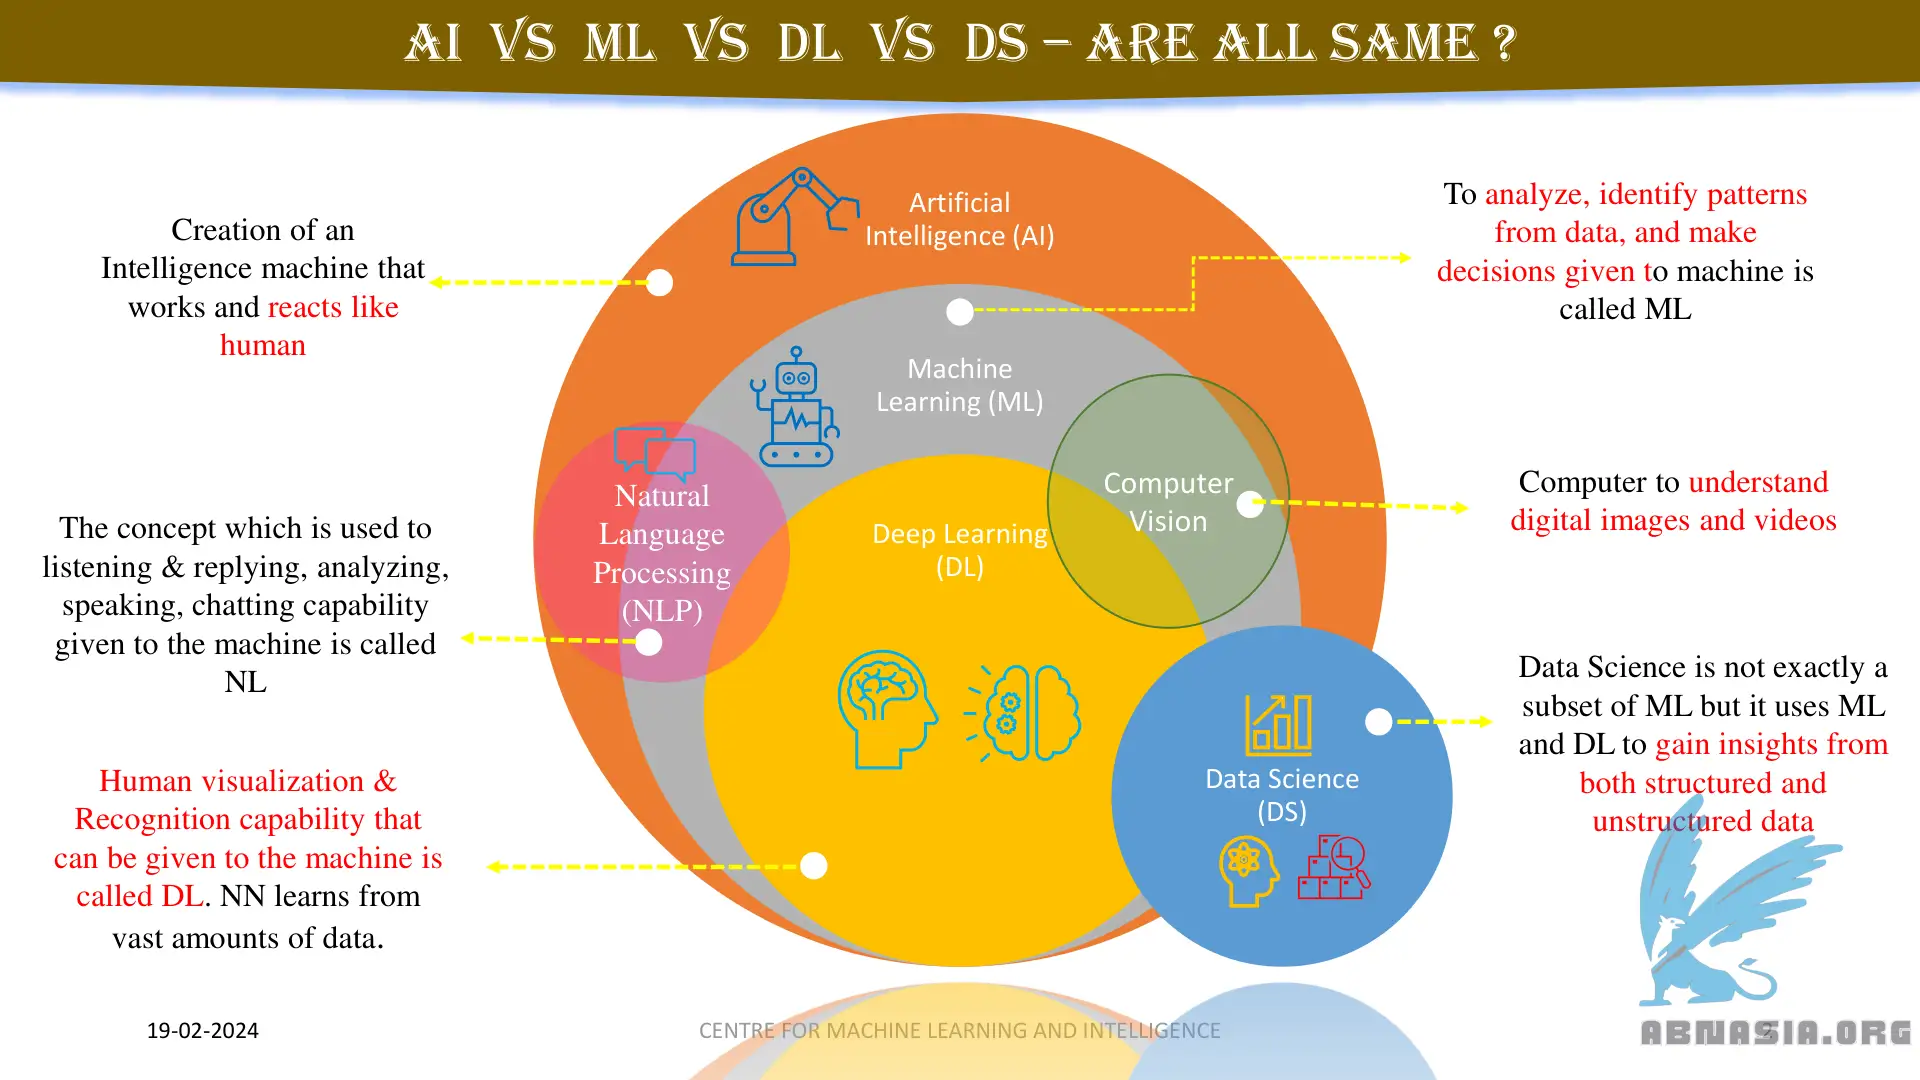 AI VS ML VS DL VS DS – ARE ALL SAME ?
Creation of an
Intelligence machine that
works and reacts like
human
The concept which is used to
listening & replying, analyzing,
speaking, chatting capability
given to the machine is called
NL
Human visualization &
Recognition capability that
can be given to the machine is
called DL. NN learns from
vast amounts of data.
Artificial
Intelligence (AI)
Machine
Learning (ML)
Natural
Language
Processing
(NLP)
Deep Learning
(DL)
Computer
Vision
Data Science
(DS)
To analyze, identify patterns
from data, and make
decisions given to machine is
called ML
Computer to understand
digital images and videos
Data Science is not exactly a
subset of ML but it uses ML
and DL to gain insights from
both structured and
unstructured data
19-02-2024
CENTRE FOR MACHINE LEARNING AND INTELLIGENCE
ABNASIA.ORG